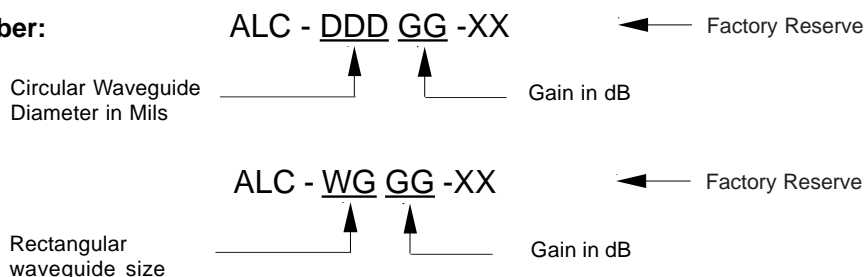 ber:
ALC - DDD GG -XX
Factory Reserve
Circular Waveguide
Diameter in Mils
Gain in dB
ALC - WG GG -XX
Factory Reserve
Rectangular
waveguide size
Gain in dB